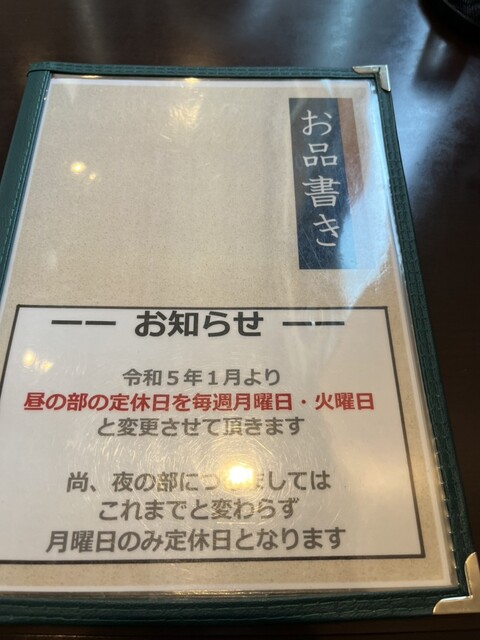 お品書き
ーー お知らせ ーー
令和５年１月より
昼の部の定休日を毎週月曜日・火曜日
と変更させて頂きます
尚、夜の部につきましては
これまでと変わらず
月曜日のみ定休日となります